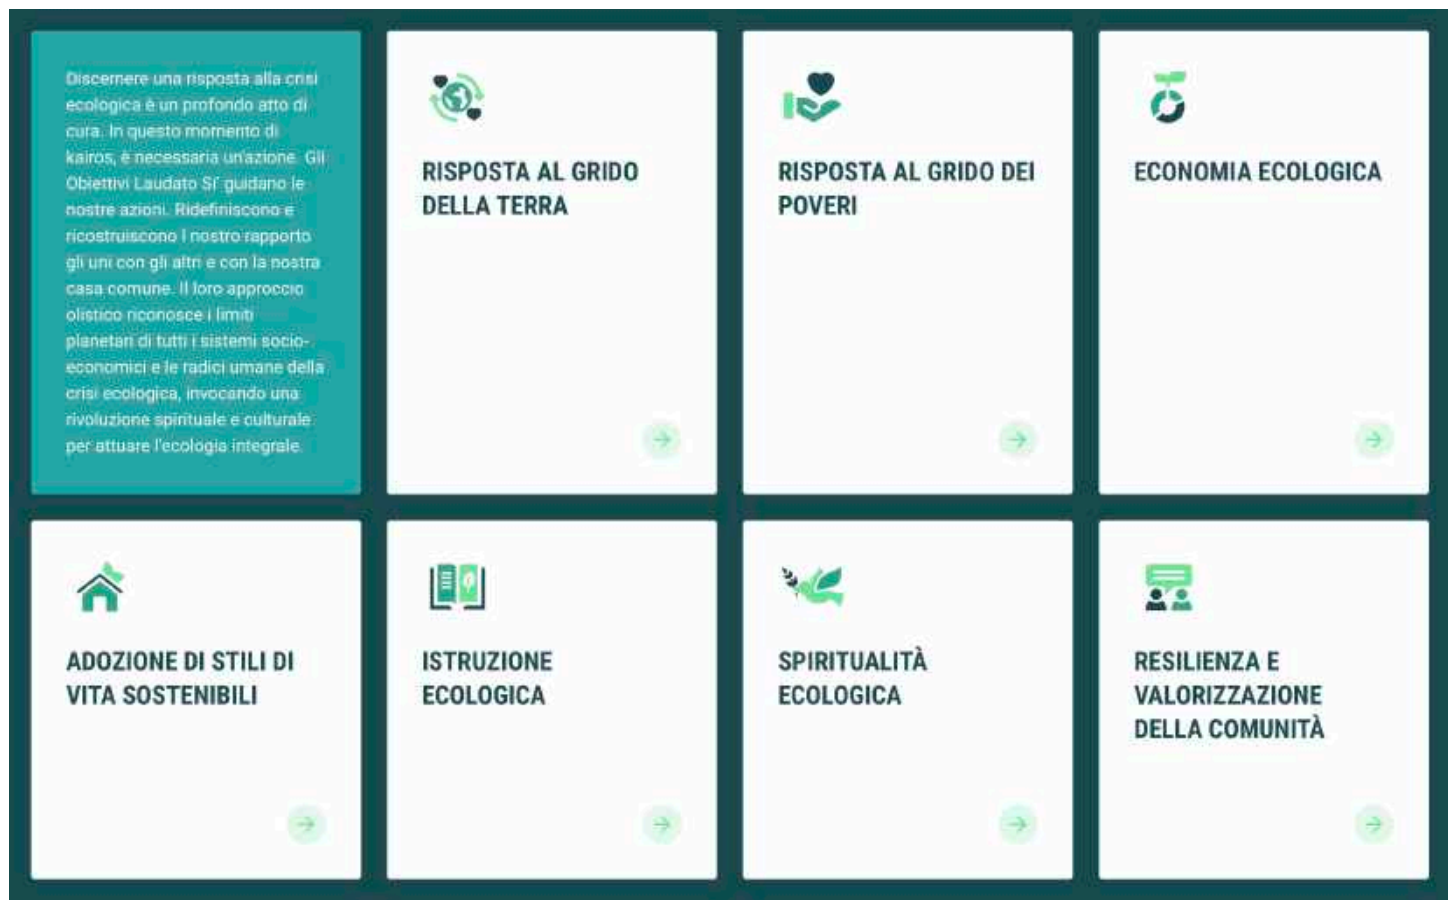 Discernere una risposta alla crisi
ecologica è un profondo atto di
cura. In questo momento di
kairos, è necessaria un'azione. Gli
Obiettivi Laudato Si' guidano le
nostre azioni. Ridefiniscono e
ricostruiscono l nostro rapporto
gli uni con gli altri e con la nostra
casa comune. Il loro approccio
olistico riconosce i limiti
planetari di tutti i sistemi socio-
economici e le radici umane della
crisi ecologica, invocando una
rivoluzione spirituale e culturale
per attuare l'ecologia integrale.
RISPOSTA AL GRIDO
DELLA TERRA
RISPOSTA AL GRIDO DEI
POVERI
ECONOMIA ECOLOGICA
ADOZIONE DI STILI DI
VITA SOSTENIBILI
ISTRUZIONE
ECOLOGICA
SPIRITUALITÀ
ECOLOGICA
RESILIENZA E
VALORIZZAZIONE
DELLA COMUNITÀ